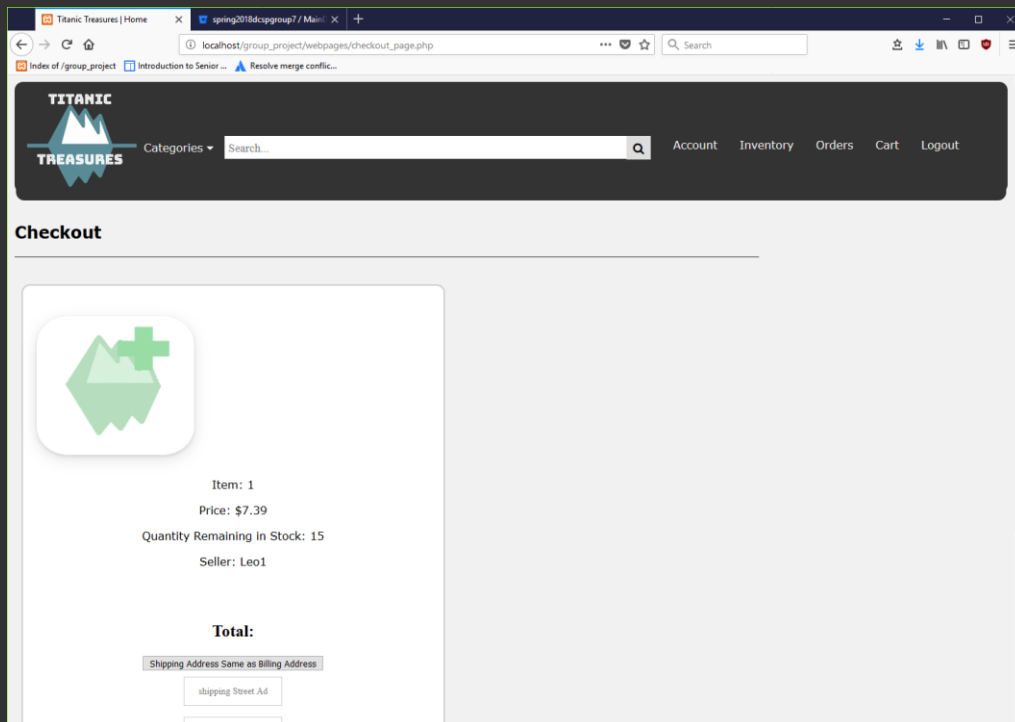 Titanic Treasures | Home
spring2018dcspgroup7 / Main
localhost/group_project/webpages/checkout_page.php
Search
Index of /group_project
Introduction to Senior ...
Resolve merge conflic...
TITANIC
TREASURES
Categories
Search...
Account
Inventory
Orders
Cart
Logout
Checkout
Item: 1
Price: $7.39
Quantity Remaining in Stock: 15
Seller: Leo1
Total:
Shipping Address Same as Billing Address
shipping Street Ad